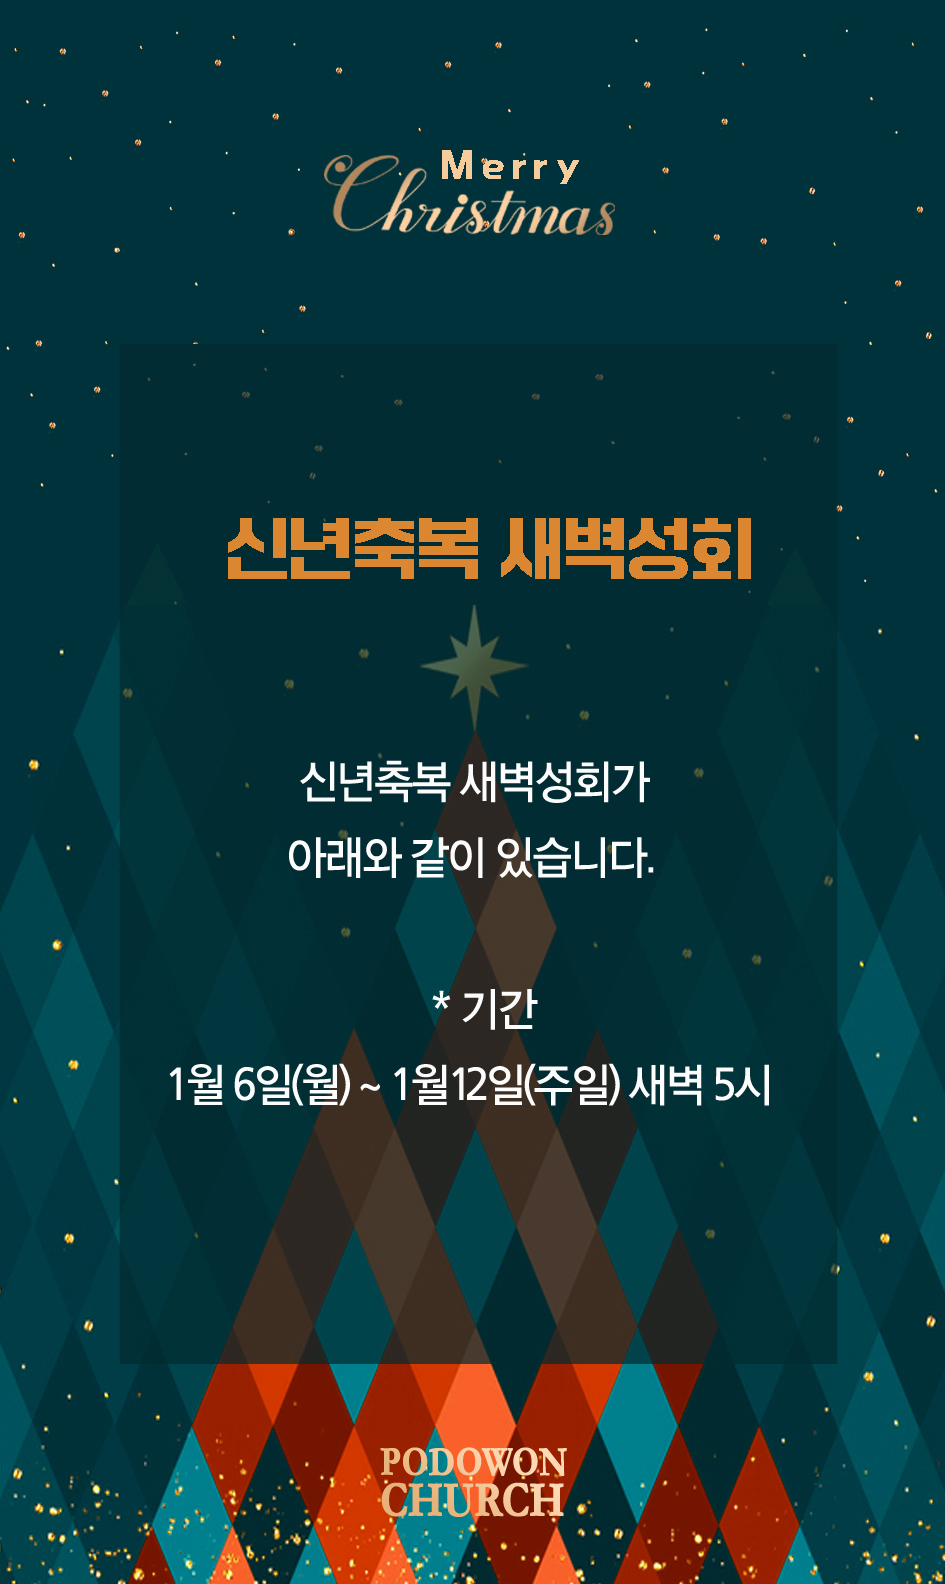 Merry
Christmas
신년축복 새벽성회
신년축복 새벽성회가
아래와 같이 있습니다.
* 기간
1월 6일(월) ~ 1월12일(주일) 새벽 5시
PODOWON
CHURCH